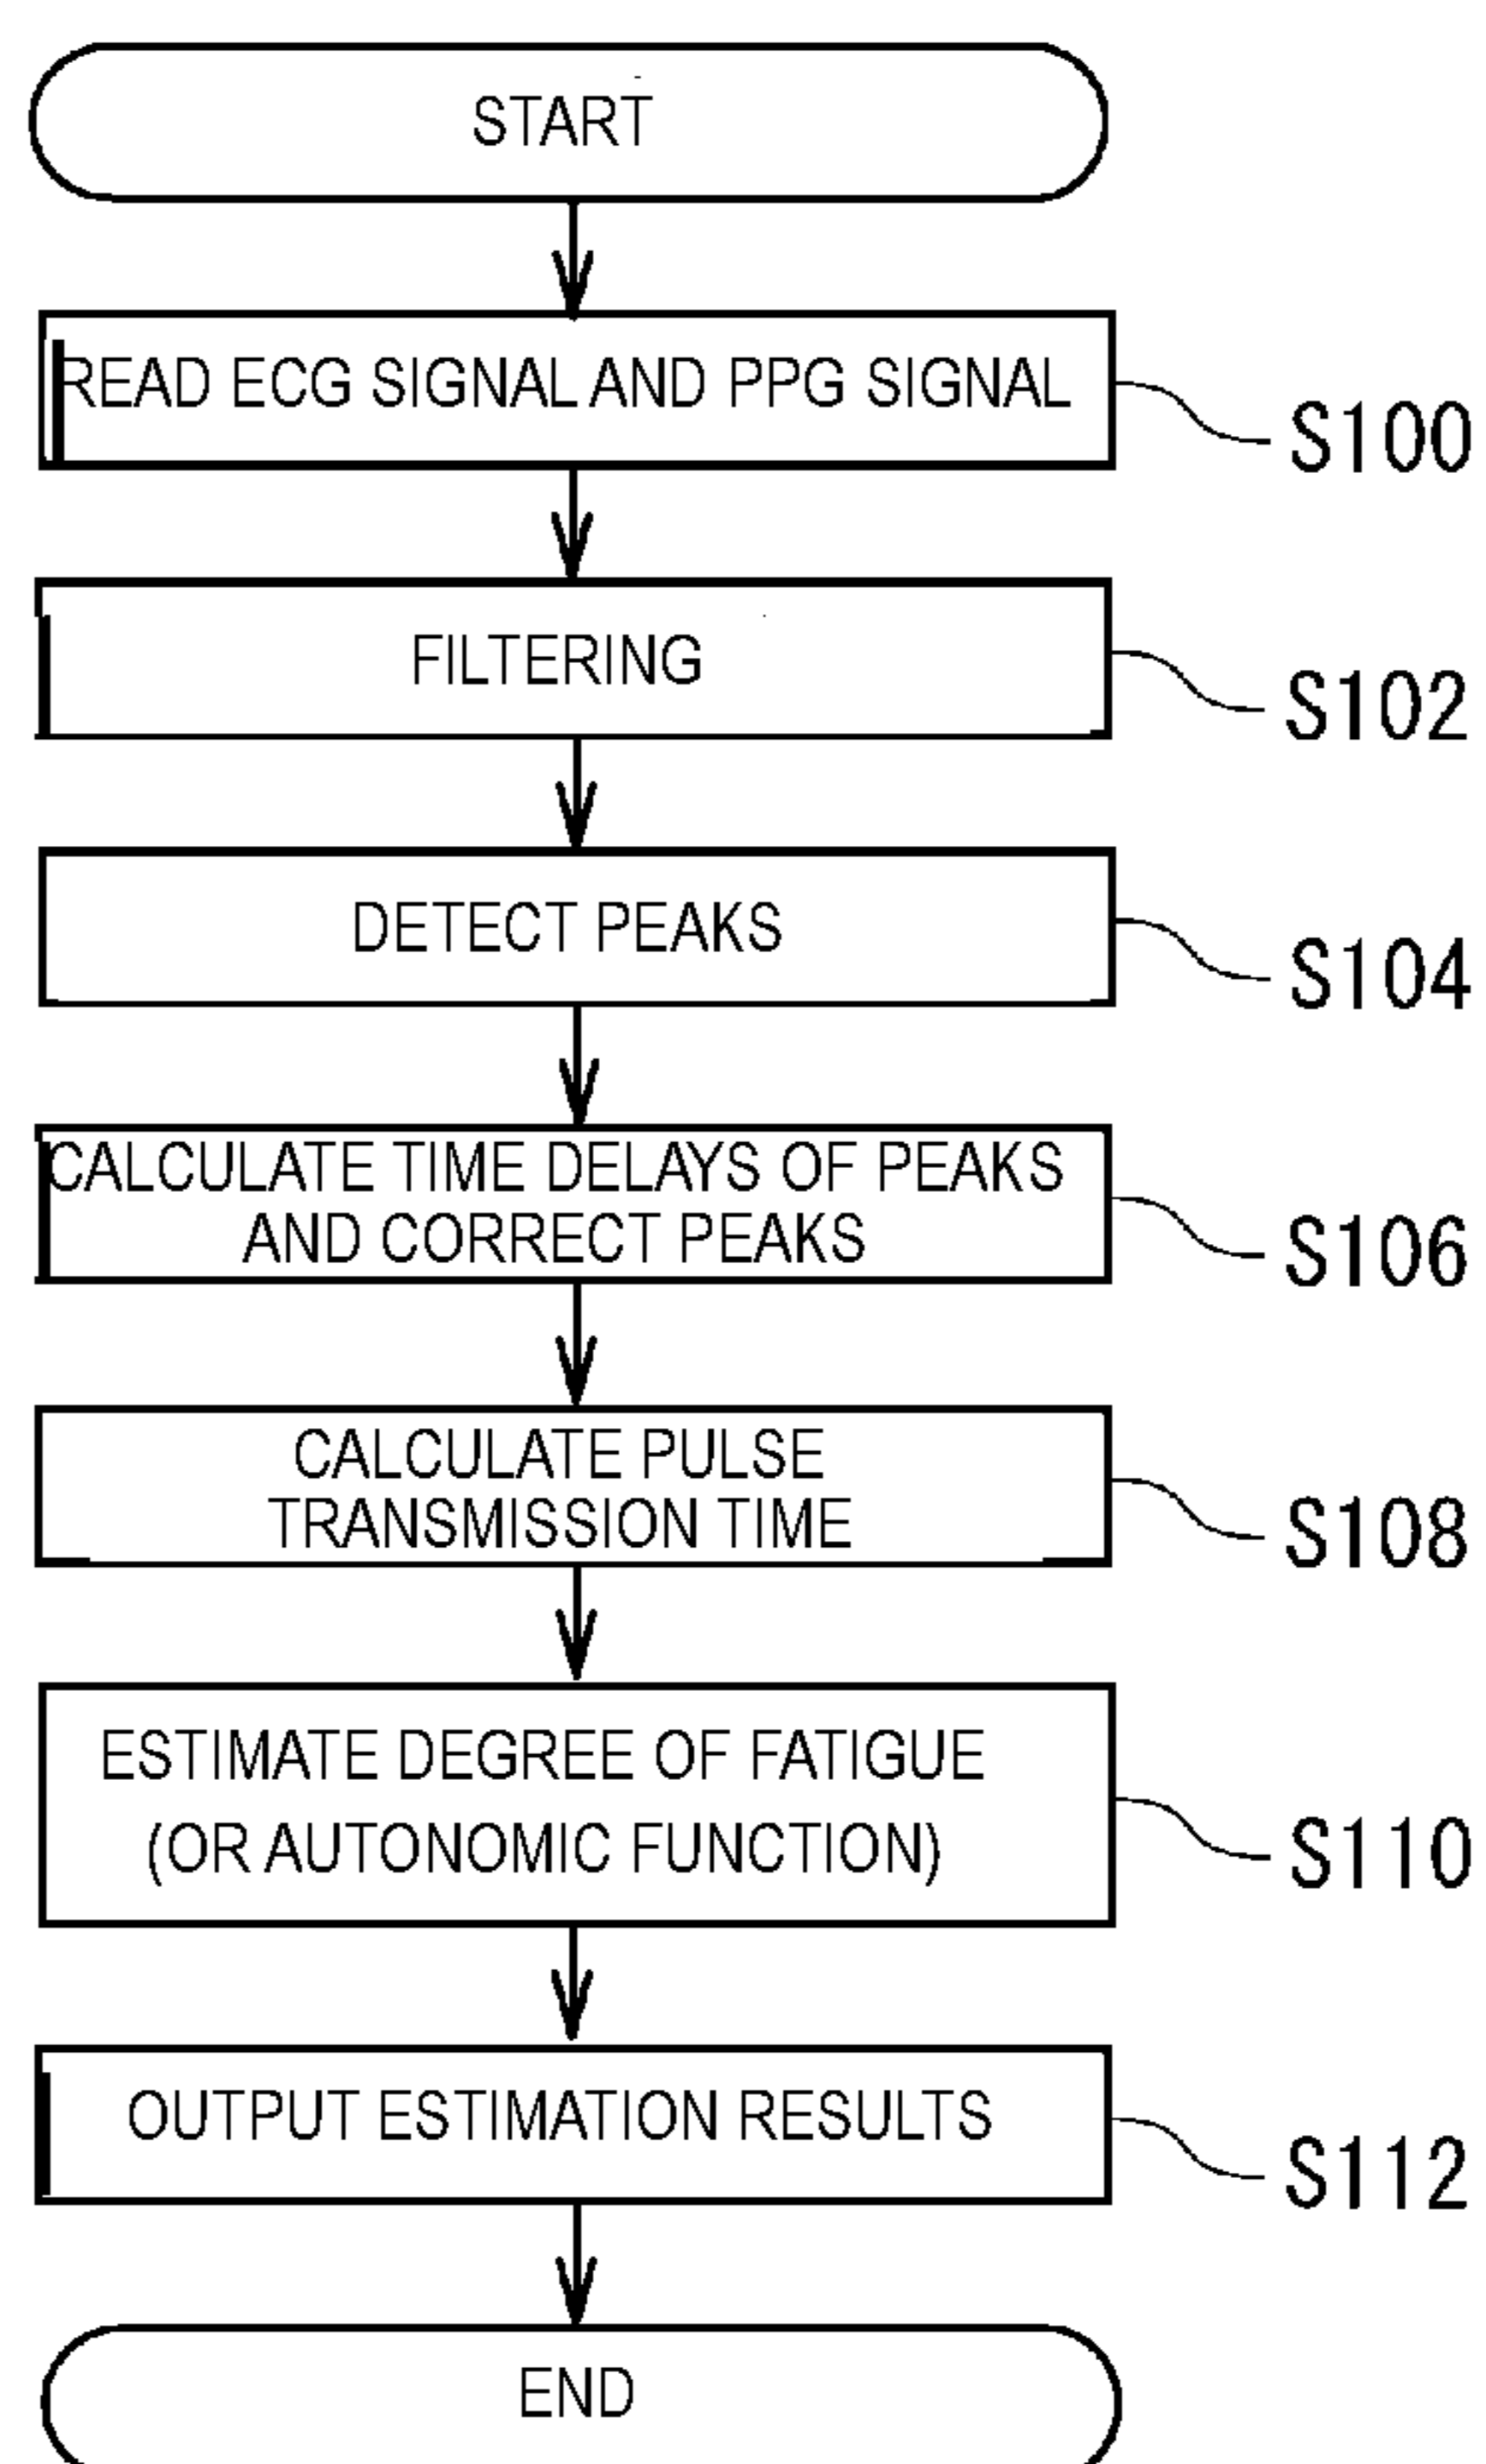 START
READ ECG SIGNAL AND PPG SIGNAL
S100
FILTERING
S102
DETECT PEAKS
S104
CALCULATE TIME DELAYS OF PEAKS
AND CORRECT PEAKS
S106
CALCULATE PULSE
TRANSMISSION TIME
S108
ESTIMATE DEGREE OF FATIGUE
(OR AUTONOMIC FUNCTION)
S110
OUTPUT ESTIMATION RESULTS
S112
END